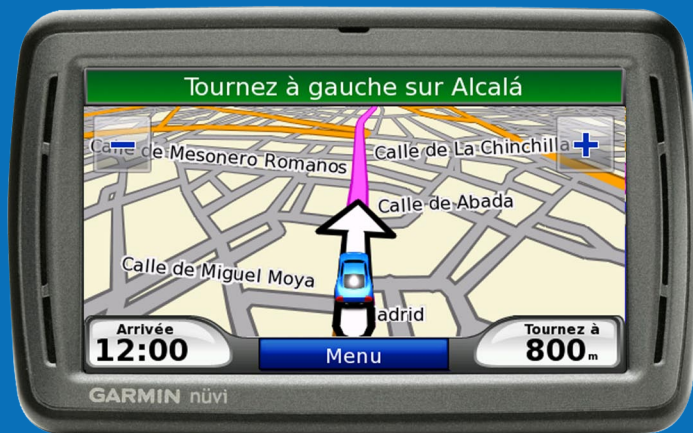 Tournez à gauche sur Alcalá
Calle de Mesonero Romanos
Calle de La Chinchilla
Calle de Abada
Calle de Miguel Moya
adrid
Arrivée
12:00
Menu
Tournez à
800 m
GARMIN nüvi